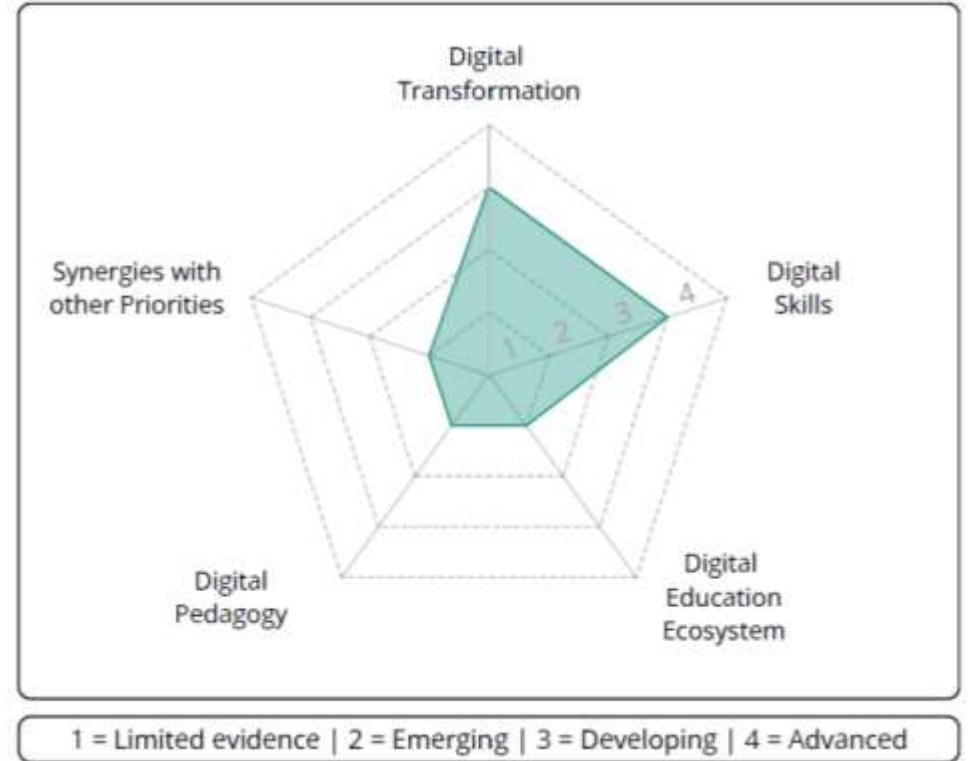 Digital
Transformation
Synergies with
other Priorities
Digital
Skills
1
2
3
4
Digital
Pedagogy
Digital
Education
Ecosystem
1 = Limited evidence | 2 = Emerging | 3 = Developing | 4 = Advanced